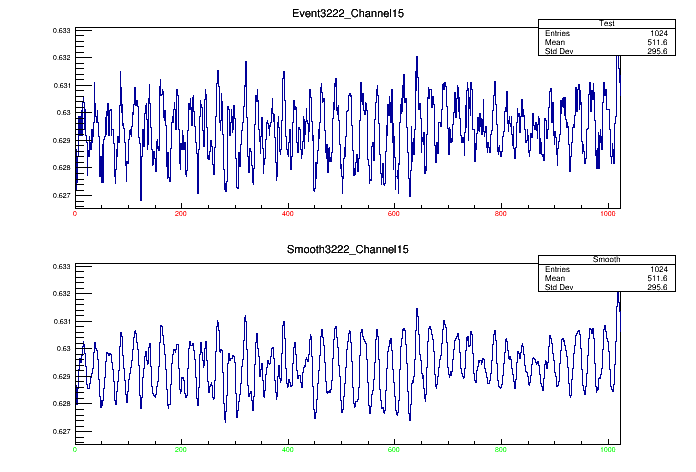 Event3222_Channel15
Test
Entries 1024
Mean 511.6
Std Dev 295.6
0.633
0.632
0.631
0.63
0.629
0.628
0.627
0 200 400 600 800 1000
Smooth3222_Channel15
Smooth
Entries 1024
Mean 511.6
Std Dev 295.6
0.633
0.632
0.631
0.63
0.629
0.628
0.627
0 200 400 600 800 1000